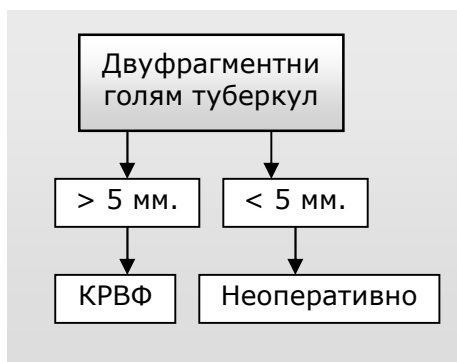 Двуфрагментни
голям туберкул
> 5 мм.
< 5 мм.
КРВФ
Неоперативно